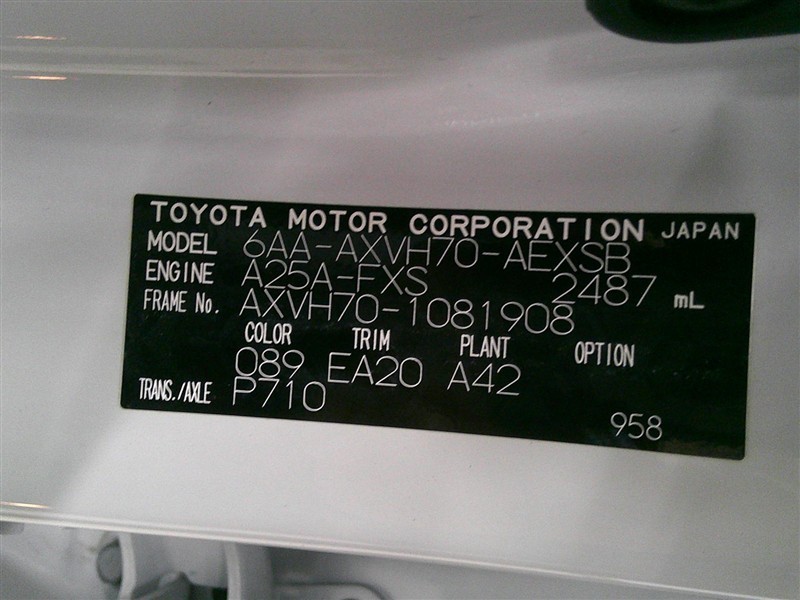 TOYOTA MOTOR CORPORATION JAPAN
MODEL 6AA-AXVH70-AEXSB
ENGINE A25A-FXS 2487 mL
FRAME No. AXVH70-1081908
COLOR TRIM PLANT OPTION
089 EA20 A42
TRANS./AXLE P710
958